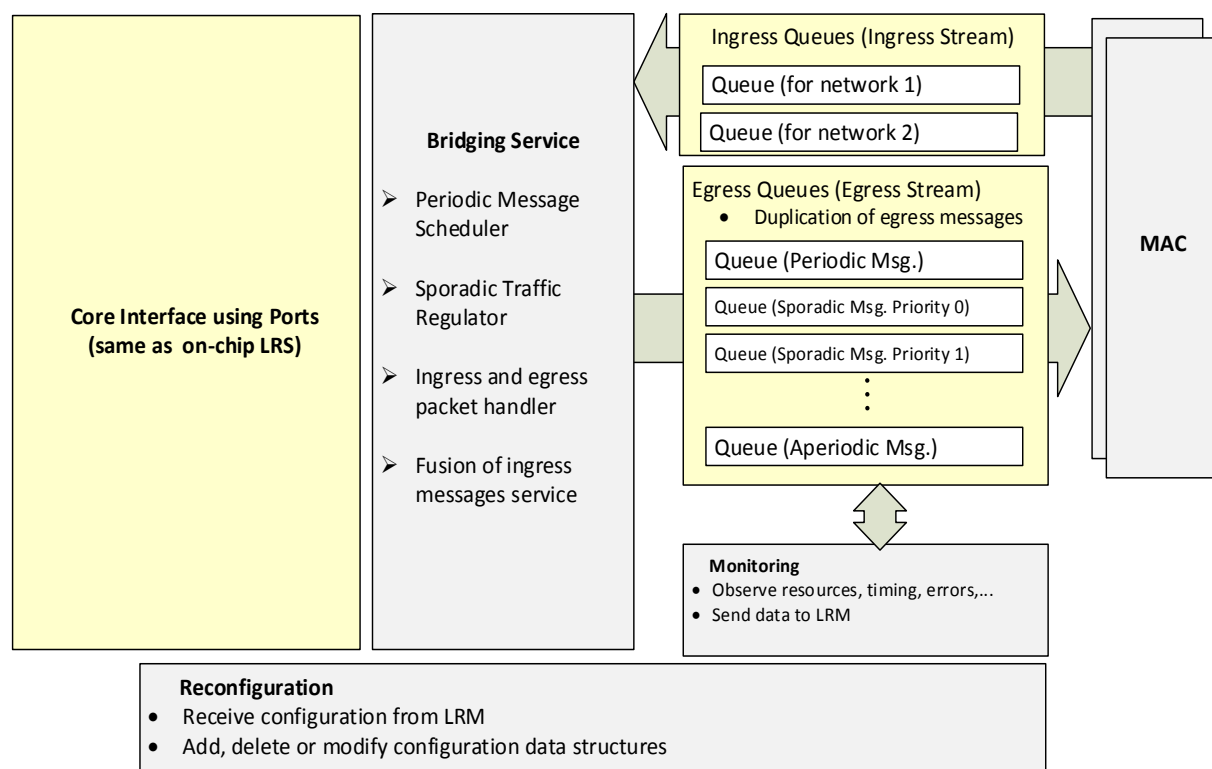 Core Interface using Ports
(same as on-chip LRS)
Bridging Service
➢ Periodic Message
Scheduler
➢ Sporadic Traffic
Regulator
➢ Ingress and egress
packet handler
➢ Fusion of ingress
messages service
Ingress Queues (Ingress Stream)
Queue (for network 1)
Queue (for network 2)
Egress Queues (Egress Stream)
• Duplication of egress messages
Queue (Periodic Msg.)
Queue (Sporadic Msg. Priority 0)
Queue (Sporadic Msg. Priority 1)
⋮
Queue (Aperiodic Msg.)
MAC
Monitoring
• Observe resources, timing, errors,...
• Send data to LRM
Reconfiguration
• Receive configuration from LRM
• Add, delete or modify configuration data structures